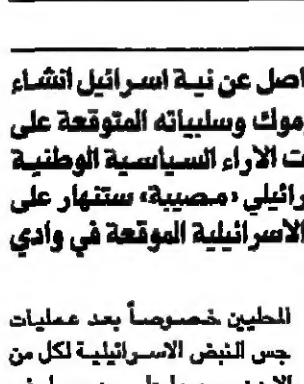 اصل عن نية اسرائيل انشاء
موك وسلبياته المتوقعة على
ت الاراء السياسية الوطنية
رائيلي «مصيبة» ستنهار على
الاسرائيلية الموقعة في وادي
المحليين خصوصاً بعد عمليات
جس النبض الاسرائيلية لكل من